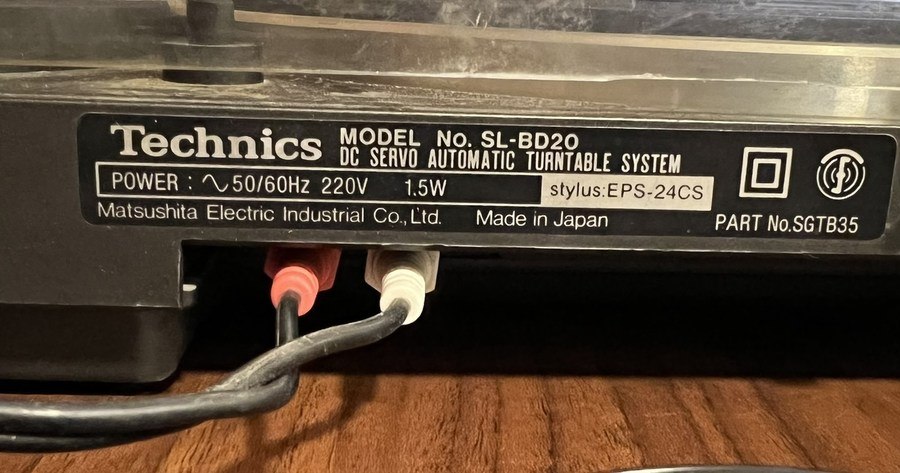 Technics MODEL No. SL-BD20
DC SERVO AUTOMATIC TURNTABLE SYSTEM
POWER : ∿ 50/60Hz 220V 1.5W stylus:EPS-24CS
Matsushita Electric Industrial Co., Ltd. Made in Japan
PART No.SGTB35